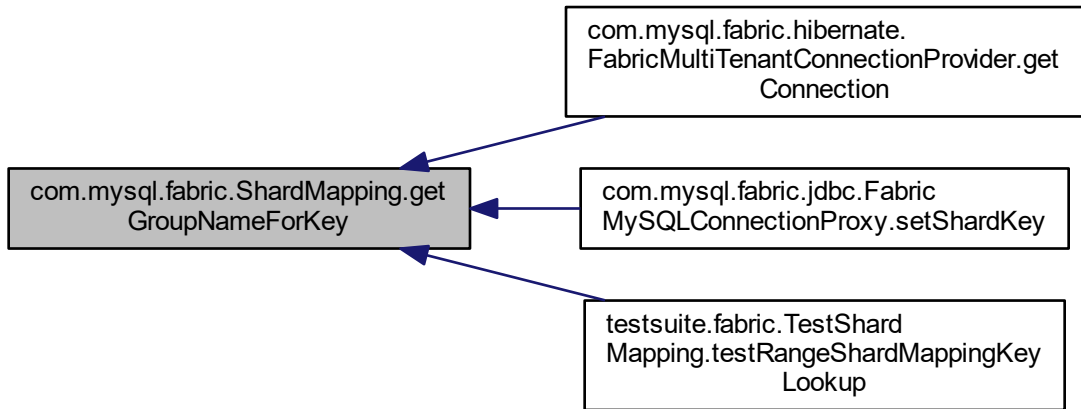 com.mysql.fabric.hibernate.
FabricMultiTenantConnectionProvider.get
Connection
com.mysql.fabric.ShardMapping.get
GroupNameForKey
com.mysql.fabric.jdbc.Fabric
MySQLConnectionProxy.setShardKey
testsuite.fabric.TestShard
Mapping.testRangeShardMappingKey
Lookup